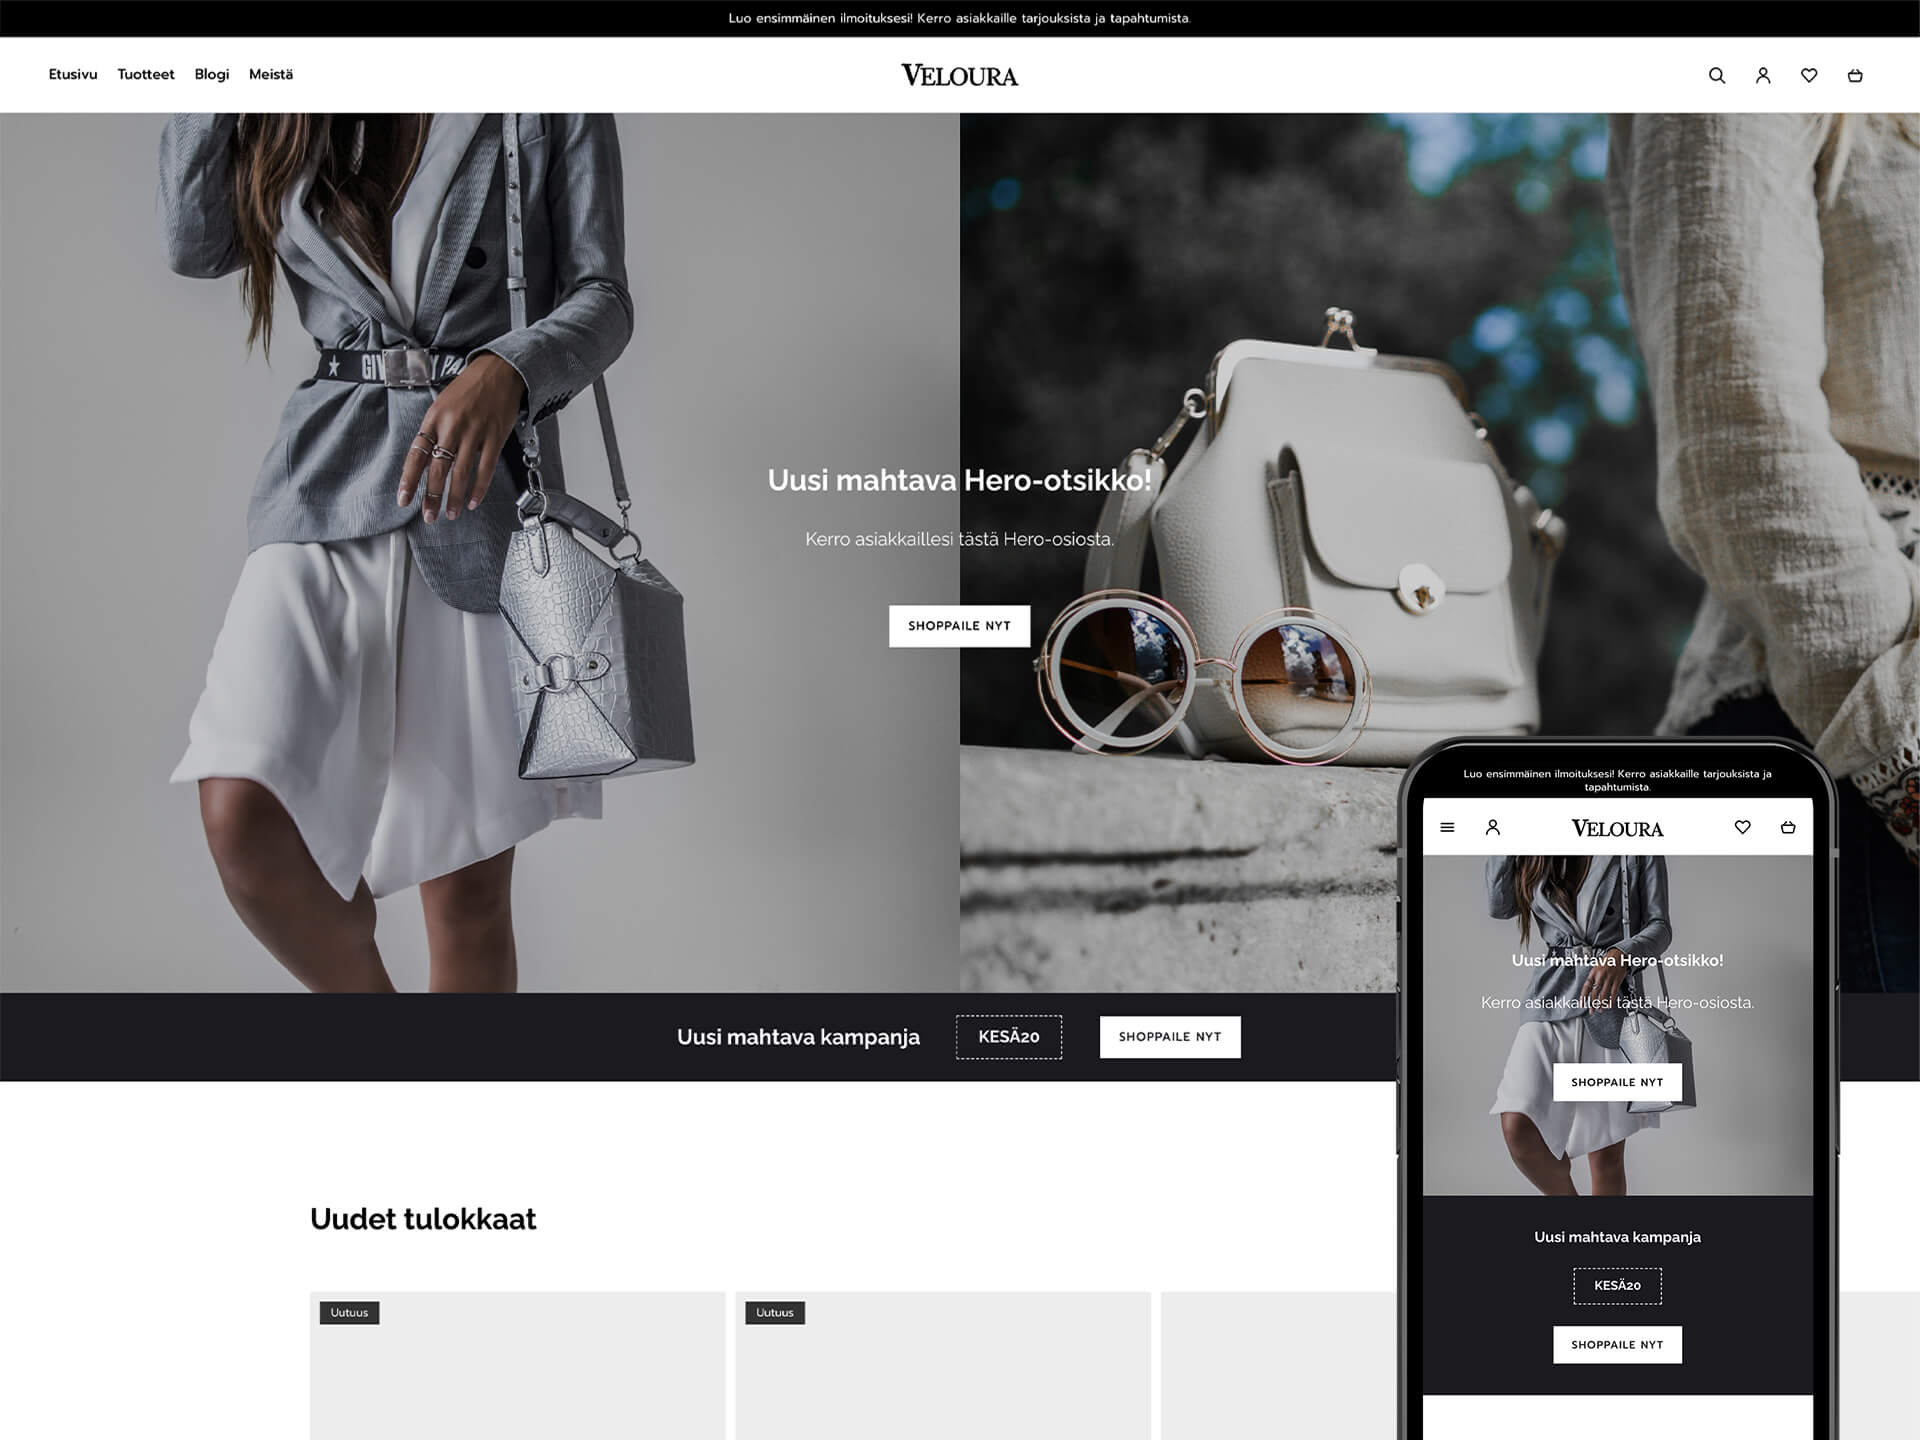 Luo ensimmäinen ilmoituksesi! Kerro asiakkaille tarjouksista ja tapahtumista.
Etusivu Tuotteet Blogi Meistä
VELOURA
Uusi mahtava Hero-otsikko!
Kerro asiakkaillesi tästä Hero-osiosta.
SHOPPAILE NYT
Uusi mahtava kampanja
KESÄ20
SHOPPAILE NYT
Uudet tulokkaat
Uutuus
Uutuus
Luo ensimmäinen ilmoituksesi! Kerro asiakkaille tarjouksista ja
tapahtumista.
VELOURA
Uusi mahtava Hero-otsikko!
Kerro asiakkaillesi tästä Hero-osiosta.
SHOPPAILE NYT
Uusi mahtava kampanja
KESÄ20
SHOPPAILE NYT